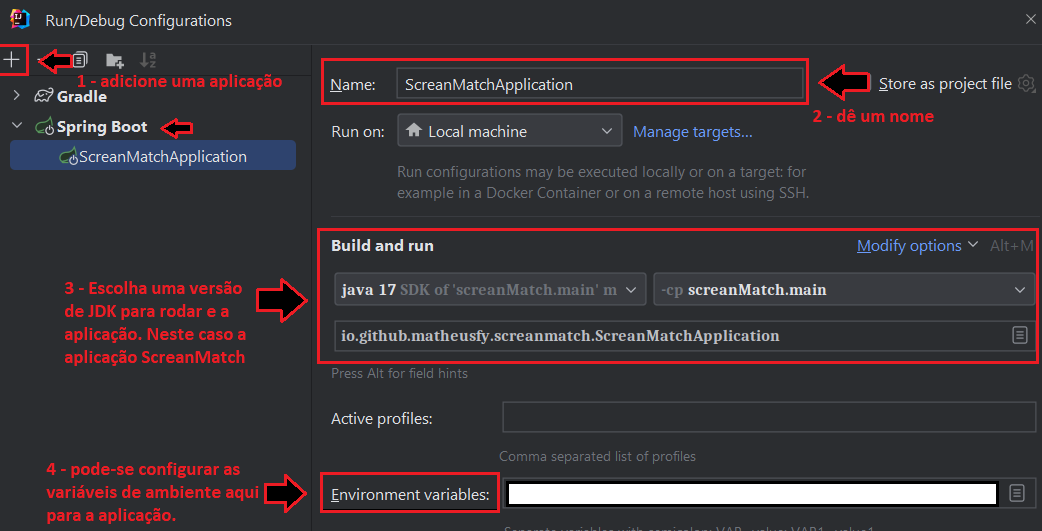 Run/Debug Configurations
1 - adicione uma aplicação
Gradle
Spring Boot
ScreanMatchApplication
Name: ScreanMatchApplication
Store as project file
2 - dê um nome
Run on: Local machine Manage targets...
Run configurations may be executed locally or on a target: for
example in a Docker Container or on a remote host using SSH.
Build and run Modify options Alt+M
java 17 SDK of 'screanMatch.main' m -cp screanMatch.main
io.github.matheusfy.screanmatch.ScreanMatchApplication
Press Alt for field hints
3 - Escolha uma versão
de JDK para rodar e a
aplicação. Neste caso a
aplicação ScreanMatch
Active profiles:
Comma separated list of profiles
4 - pode-se configurar as
variáveis de ambiente aqui
para a aplicação.
Environment variables: